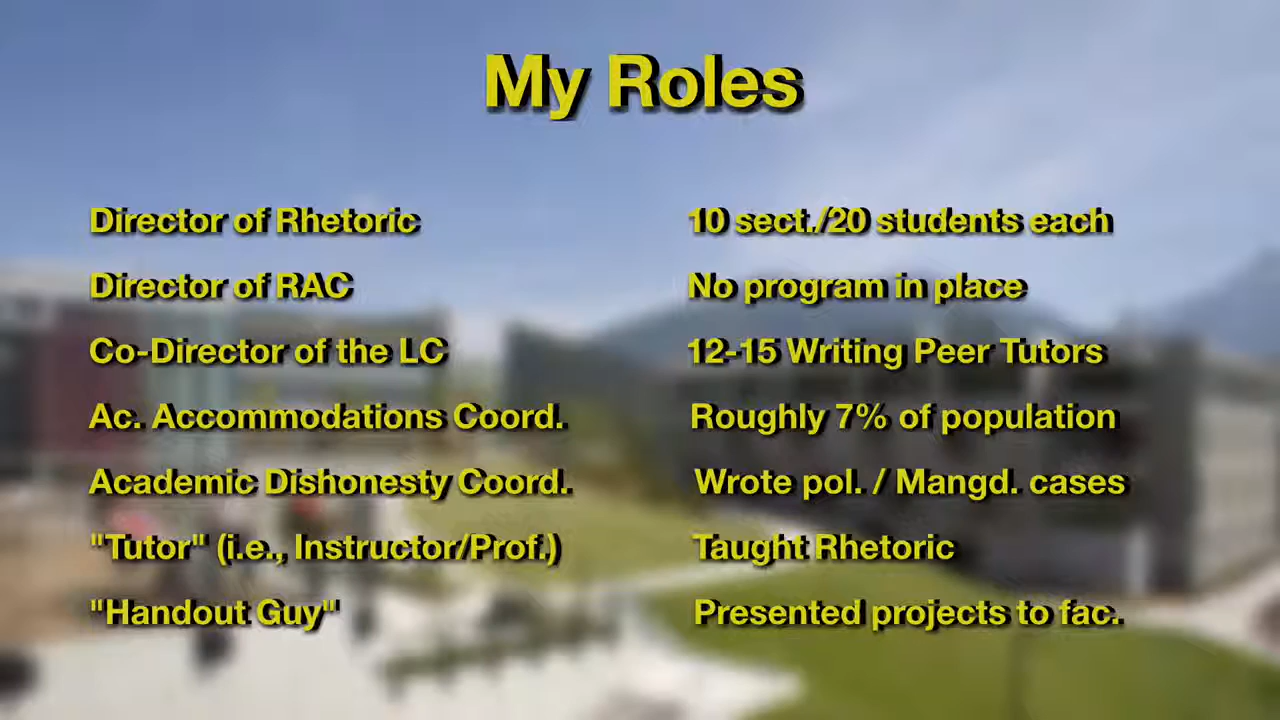 My Roles
Director of Rhetoric 10 sect./20 students each
Director of RAC No program in place
Co-Director of the LC 12-15 Writing Peer Tutors
Ac. Accommodations Coord. Roughly 7% of population
Academic Dishonesty Coord. Wrote pol. / Mangd. cases
"Tutor" (i.e., Instructor/Prof.) Taught Rhetoric
"Handout Guy" Presented projects to fac.